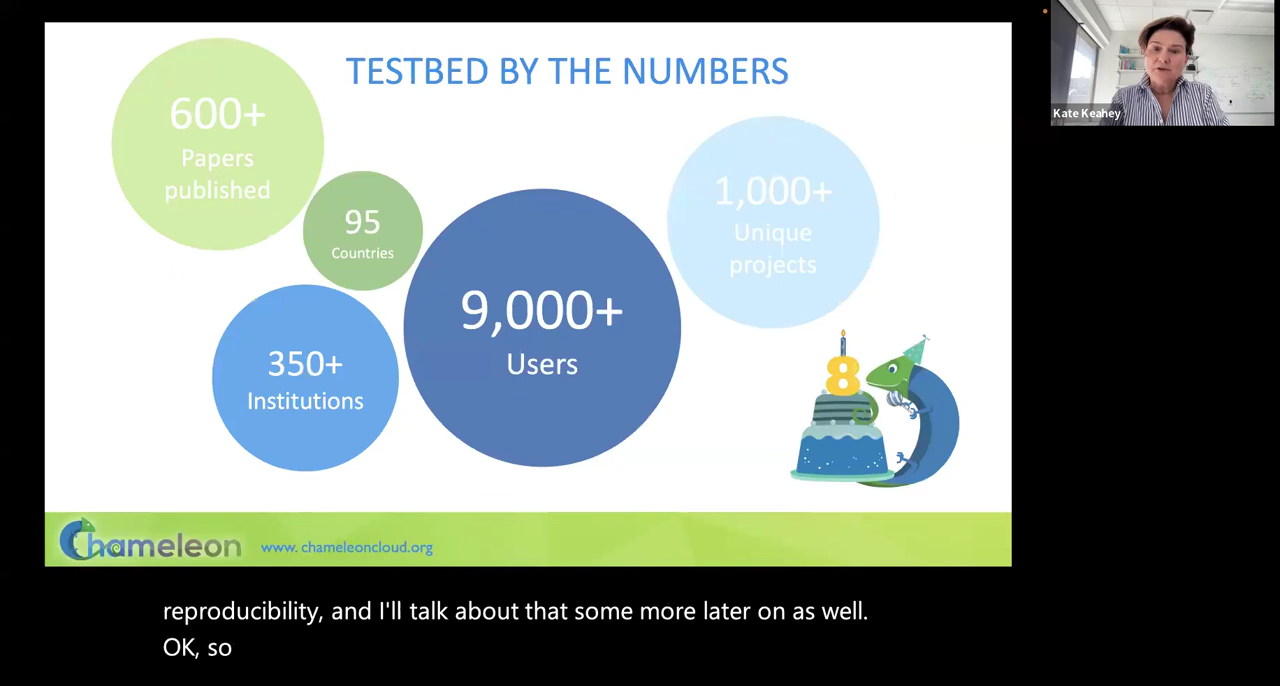 TESTBED BY THE NUMBERS
600+
Papers
published
95
Countries
350+
Institutions
9,000+
Users
1,000+
Unique
projects
8
Chameleon
www. chameleoncloud.org
Kate Keahey
reproducibility, and I'll talk about that some more later on as well.
OK, so